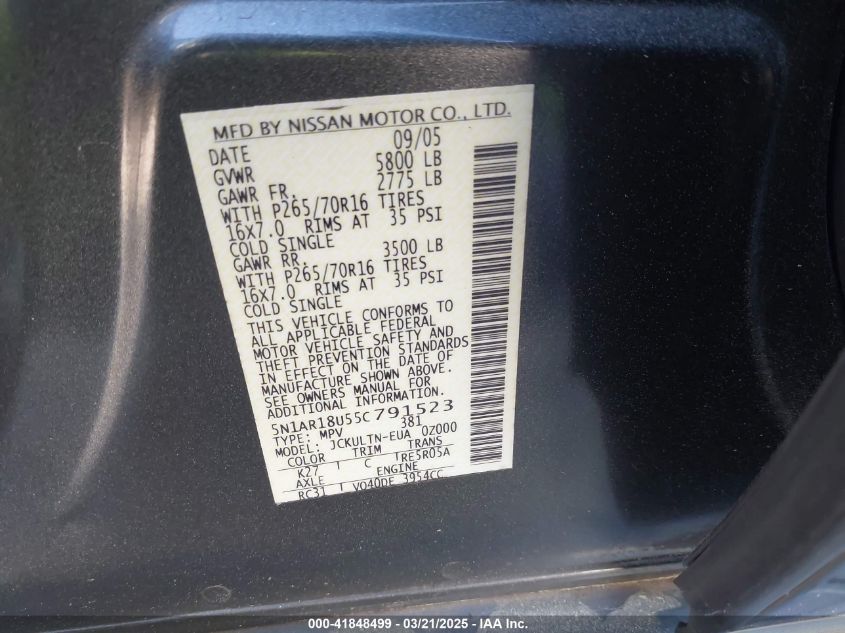 MFD BY NISSAN MOTOR CO., LTD.
DATE 09/05
GVWR 5800 LB
GAWR FR. 2775 LB
WITH P265/70R16 TIRES
16X7.0 RIMS AT 35 PSI
COLD SINGLE
GAWR RR. 3500 LB
WITH P265/70R16 TIRES
16X7.0 RIMS AT 35 PSI
COLD SINGLE
THIS VEHICLE CONFORMS TO
ALL APPLICABLE FEDERAL
MOTOR VEHICLE SAFETY AND
THEFT PREVENTION STANDARDS
IN EFFECT ON THE DATE OF
MANUFACTURE SHOWN ABOVE.
SEE OWNERS MANUAL FOR
ADDITIONAL INFORMATION.
5N1AR18U55C791523
TYPE: MPV 381
MODEL: JCKULTN-EUA 0Z000
COLOR TRIM TRANS
K27 C RE5R05A
AXLE ENGINE
RC31 VQ40DE 3954CC
000-41848499 - 03/21/2025 - IAA Inc.